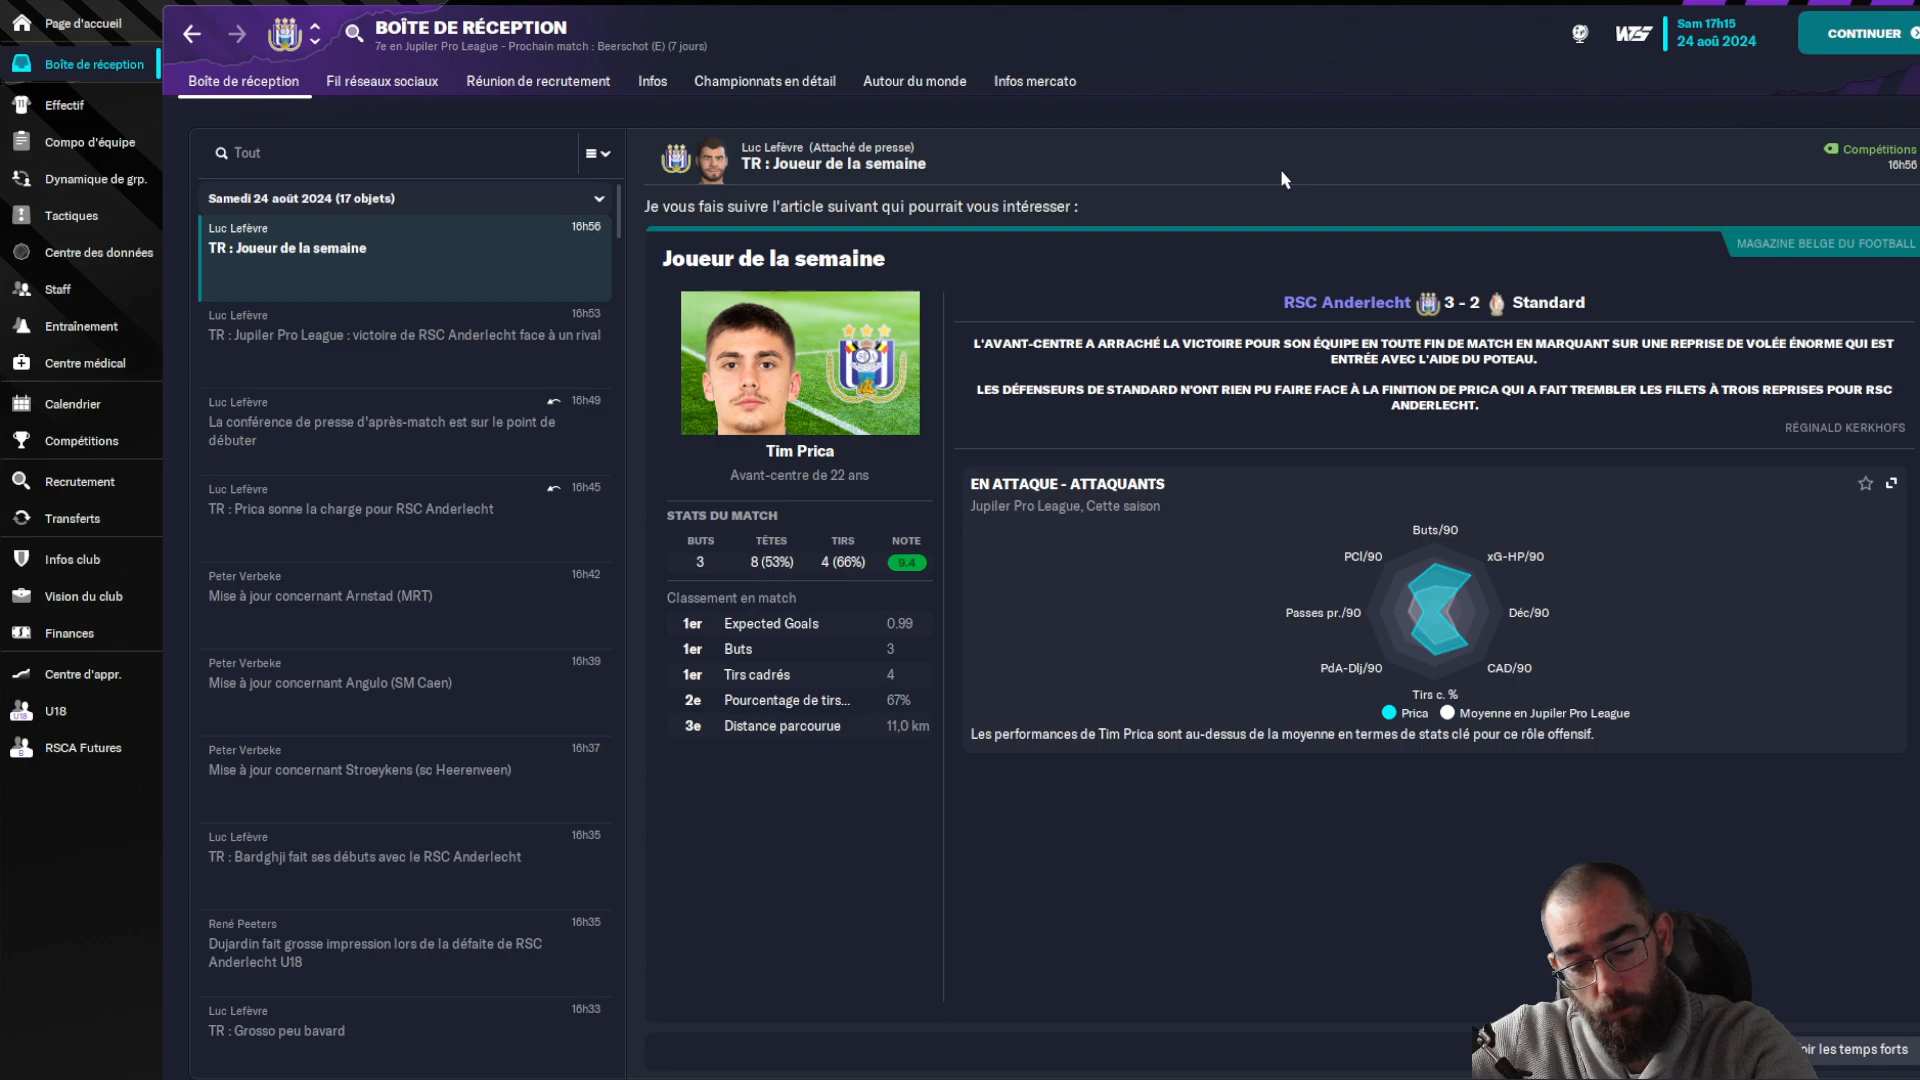 Page d'accueil
Boîte de réception
Effectif
Compo d'équipe
Dynamique de grp.
Tactiques
Centre des données
Staff
Entraînement
Centre médical
Calendrier
Compétitions
Recrutement
Transferts
Infos club
Vision du club
Finances
Centre d'appr.
U18
RSCA Futures
BOÎTE DE RÉCEPTION
7e en Jupiler Pro League - Prochain match : Beerschot (E) (7 jours)
Sam 17h15
24 aoû 2024
CONTINUER
Boîte de réception
Fil réseaux sociaux
Réunion de recrutement
Infos
Championnats en détail
Autour du monde
Infos mercato
Tout
Samedi 24 août 2024 (17 objets)
Luc Lefèvre 16h56
TR : Joueur de la semaine
Luc Lefèvre 16h53
TR : Jupiler Pro League : victoire de RSC Anderlecht face à un rival
Luc Lefèvre 16h49
La conférence de presse d'après-match est sur le point de
débuter
Luc Lefèvre 16h45
TR : Prica sonne la charge pour RSC Anderlecht
Peter Verbeke 16h42
Mise à jour concernant Arnstad (MRT)
Peter Verbeke 16h39
Mise à jour concernant Angulo (SM Caen)
Peter Verbeke 16h37
Mise à jour concernant Stroeykens (sc Heerenveen)
Luc Lefèvre 16h35
TR : Bardghji fait ses débuts avec le RSC Anderlecht
René Peeters 16h35
Dujardin fait grosse impression lors de la défaite de RSC
Anderlecht U18
Luc Lefèvre 16h33
TR : Grosso peu bavard
Luc Lefèvre (Attaché de presse)
TR : Joueur de la semaine
Compétitions
16h56
Je vous fais suivre l'article suivant qui pourrait vous intéresser :
MAGAZINE BELGE DU FOOTBALL
Joueur de la semaine
Tim Prica
Avant-centre de 22 ans
STATS DU MATCH
BUTS TÊTES TIRS NOTE
3 8 (53%) 4 (66%) 9.4
Classement en match
1er Expected Goals 0.99
1er Buts 3
1er Tirs cadrés 4
2e Pourcentage de tirs... 67%
3e Distance parcourue 11,0 km
RSC Anderlecht 3 - 2 Standard
L'AVANT-CENTRE A ARRACHÉ LA VICTOIRE POUR SON ÉQUIPE EN TOUTE FIN DE MATCH EN MARQUANT SUR UNE REPRISE DE VOLÉE ÉNORME QUI EST
ENTRÉE AVEC L'AIDE DU POTEAU.
LES DÉFENSEURS DE STANDARD N'ONT RIEN PU FAIRE FACE À LA FINITION DE PRICA QUI A FAIT TREMBLER LES FILETS À TROIS REPRISES POUR RSC
ANDERLECHT.
RÉGINALD KERKHOFS
EN ATTAQUE - ATTAQUANTS
Jupiler Pro League, Cette saison
Buts/90
PCl/90
xG-HP/90
Passes pr./90
Déc/90
PdA-DIj/90
CAD/90
Tirs c. %
Prica
Moyenne en Jupiler Pro League
Les performances de Tim Prica sont au-dessus de la moyenne en termes de stats clé pour ce rôle offensif.
oir les temps forts